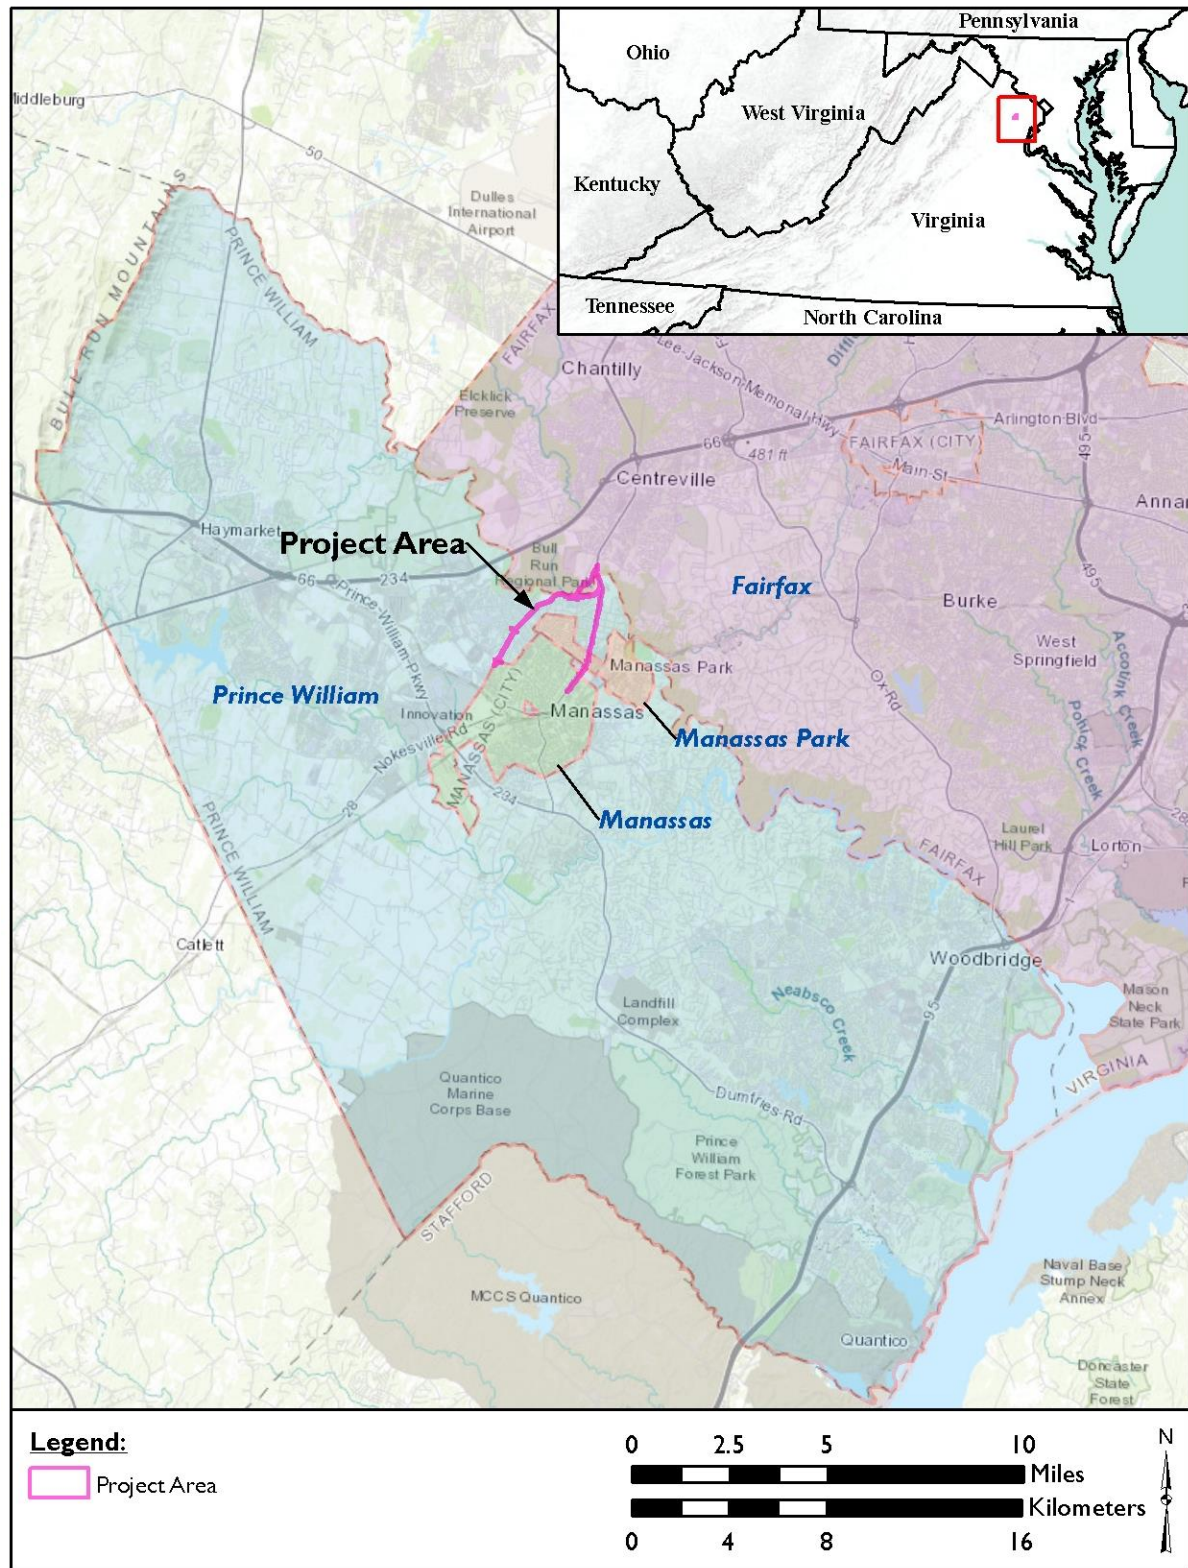 Pennsylvania
Ohio
West Virginia
Kentucky
Virginia
Tennessee
North Carolina
50
Dulles
International
Airport
BULL RUN MOUNTAINS
PRINCE WILLIAM
FAIRFAX
Chantilly
Lee-Jackson-Memorial-Hwy
Elcklick
Preserve
66
481 ft
Arlington Blvd
FAIRFAX (CITY)
Main-St
495
Centreville
Haymarket
Project Area
Bull
Run
Regional Park
66
234
Prince-William-Pkwy
Fairfax
Burke
495
West
Springfield
Accotink Creek
Pohick Creek
Ox-Rd
Manassas Park
Prince William
MANASSAS (CITY)
Innovation
Manassas
Nokesville Rd
Manassas Park
28
234
Manassas
PRINCE WILLIAM
Laurel
Hill Park
Lorton
FAIRFAX
1
Catlett
Woodbridge
Neabsco Creek
95
Landfill
Complex
Mason
Neck
State Park
VIRGINIA
Quantico
Marine
Corps Base
Dumfries-Rd
Prince
William
Forest Park
STAFFORD
MCCS Quantico
Naval Base
Stump Neck
Annex
Quantico
Doncaster
State
Forest
Legend:
Project Area
0 2.5 5 10
Miles
Kilometers
0 4 8 16
N